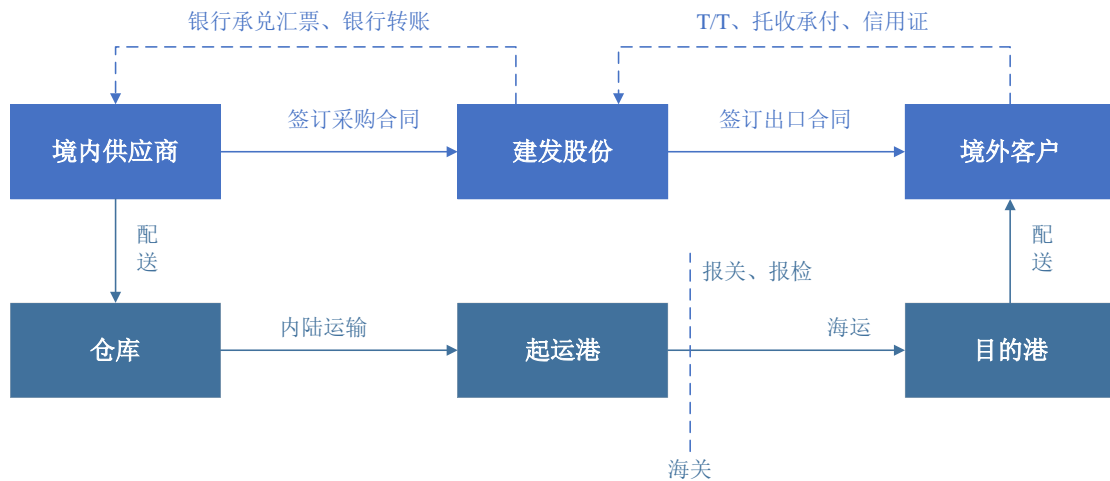 银行承兑汇票、银行转账
T/T、托收承付、信用证
境内供应商
签订采购合同
建发股份
签订出口合同
境外客户
配
送
报关、报检
配
送
仓库
内陆运输
起运港
海运
目的港
海关